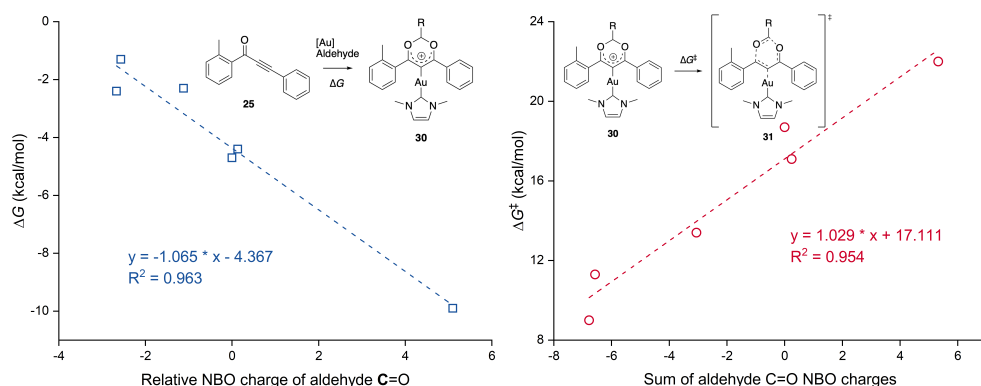 0
-2
-4
-6
-8
-10
-4
-2
0
2
4
6
ΔG (kcal/mol)
Relative NBO charge of aldehyde C=O
O
25
[Au]
Aldehyde
ΔG
R
O
O
⊕
Au
N
N
30
y = -1.065 * x - 4.367
R² = 0.963
24
20
16
12
8
-8
-6
-4
-2
0
2
4
6
ΔG‡ (kcal/mol)
Sum of aldehyde C=O NBO charges
R
O
O
⊕
Au
N
N
30
ΔG‡
R
O
O
Au
N
N
31
‡
y = 1.029 * x + 17.111
R² = 0.954